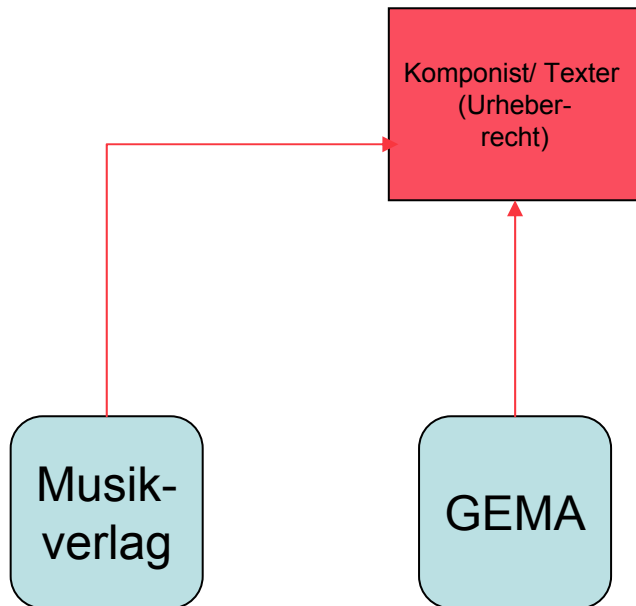 Komponist/ Texter
(Urheber-
recht)
Musik-
verlag
GEMA